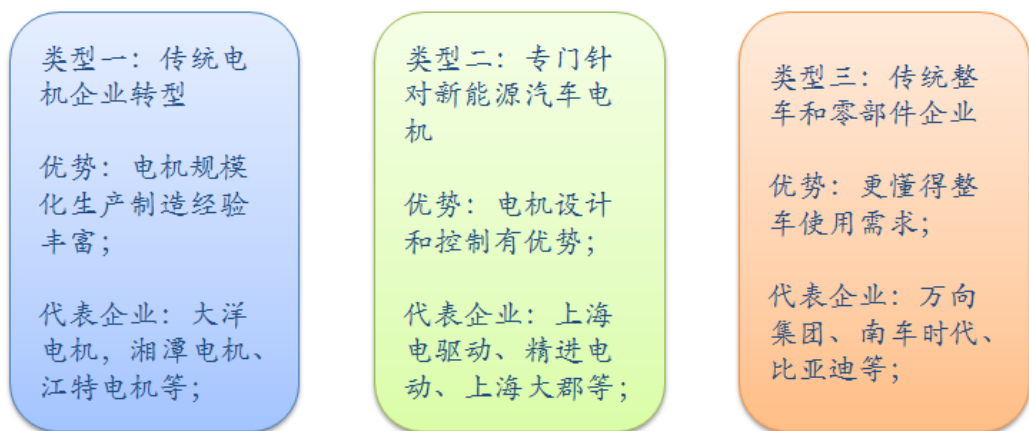 类型一：传统电
机企业转型
优势：电机规模
化生产制造经验
丰富；
代表企业：大洋
电机，湘潭电机、
江特电机等；
类型二：专门针
对新能源汽车电
机
优势：电机设计
和控制有优势；
代表企业：上海
电驱动、精进电
动、上海大郡等；
类型三：传统整
车和零部件企业
优势：更懂得整
车使用需求；
代表企业：万向
集团、南车时代、
比亚迪等；